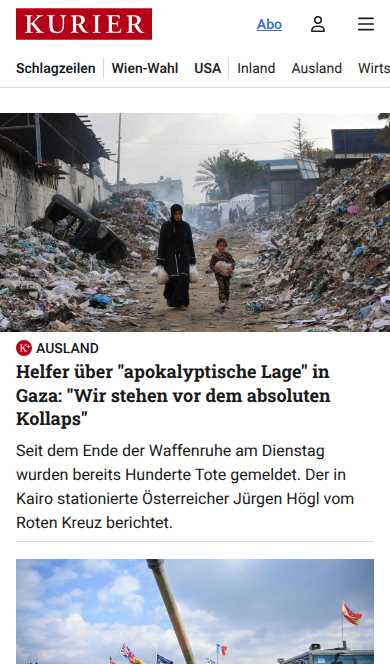 KURIER
Abo
Schlagzeilen Wien-Wahl USA Inland Ausland Wirts
K+ AUSLAND
Helfer über "apokalyptische Lage" in
Gaza: "Wir stehen vor dem absoluten
Kollaps"
Seit dem Ende der Waffenruhe am Dienstag
wurden bereits Hunderte Tote gemeldet. Der in
Kairo stationierte Österreicher Jürgen Högl vom
Roten Kreuz berichtet.